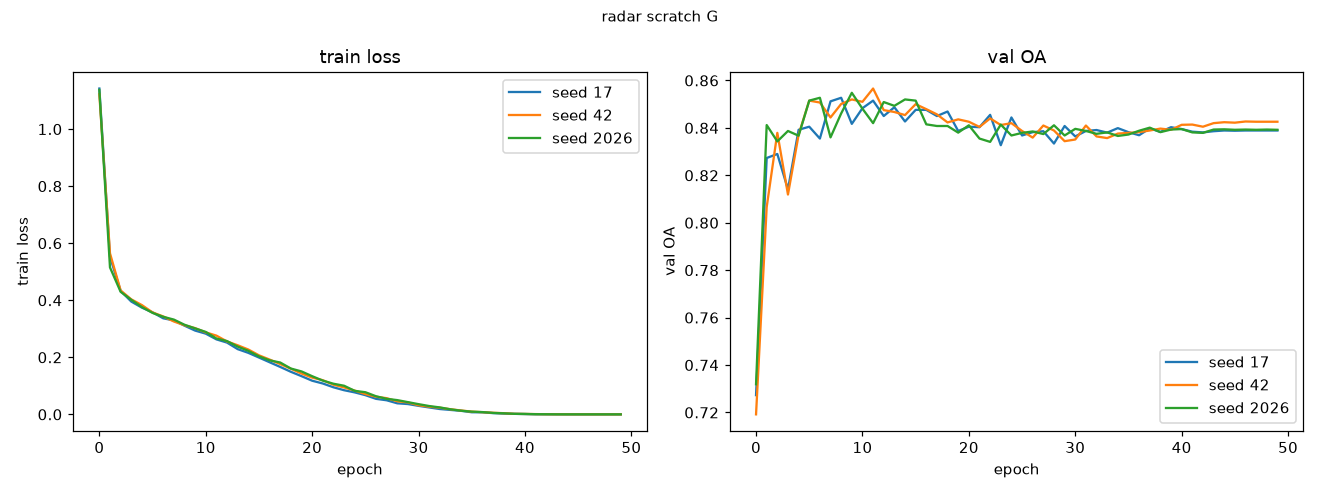 radar scratch G
train loss
train loss
1.0
0.8
0.6
0.4
0.2
0.0
0 10 20 30 40 50
epoch
seed 17
seed 42
seed 2026
val OA
val OA
0.86
0.84
0.82
0.80
0.78
0.76
0.74
0.72
0 10 20 30 40 50
epoch
seed 17
seed 42
seed 2026